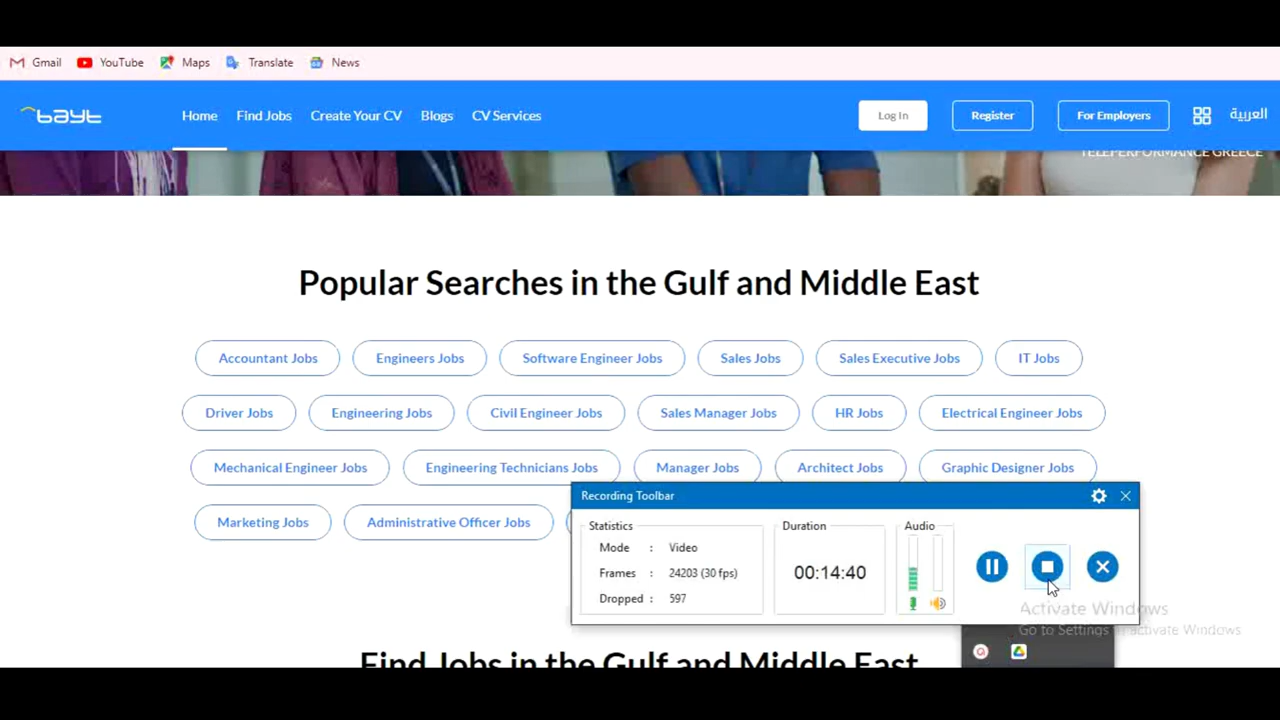 Gmail YouTube Maps Translate News
bayt Home Find Jobs Create Your CV Blogs CV Services Log In Register For Employers العربية
TELEPERFORMANCE GREECE
Popular Searches in the Gulf and Middle East
Accountant Jobs Engineers Jobs Software Engineer Jobs Sales Jobs Sales Executive Jobs IT Jobs
Driver Jobs Engineering Jobs Civil Engineer Jobs Sales Manager Jobs HR Jobs Electrical Engineer Jobs
Mechanical Engineer Jobs Engineering Technicians Jobs Manager Jobs Architect Jobs Graphic Designer Jobs
Marketing Jobs Administrative Officer Jobs
Recording Toolbar
Statistics Duration Audio
Mode : Video
Frames : 24203 (30 fps) 00:14:40
Dropped : 597
Activate Windows
Go to Settings to activate Windows
Find Jobs in the Gulf and Middle East